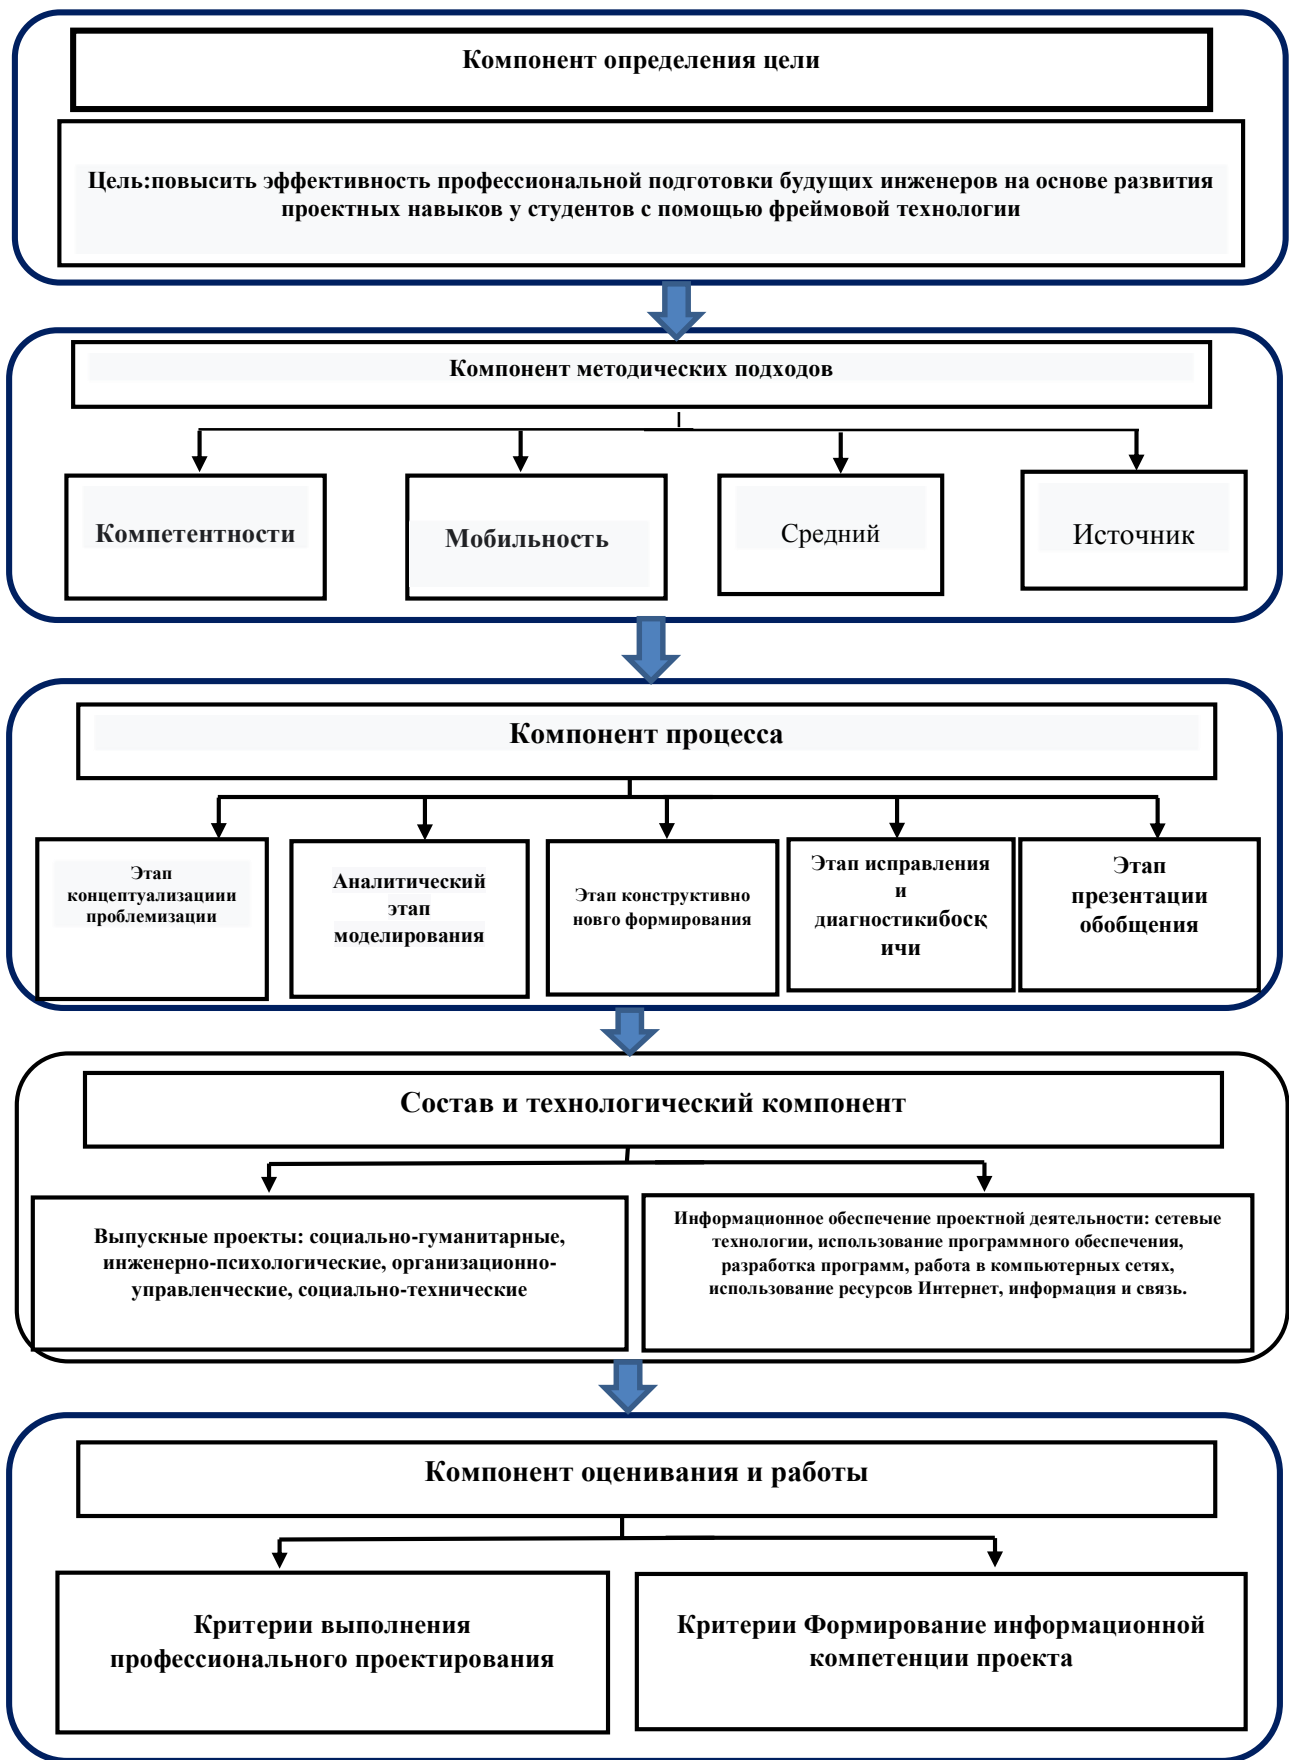 Компонент определения цели
Цель:повысить эффективность профессиональной подготовки будущих инженеров на основе развития
проектных навыков у студентов с помощью фреймовой технологии
Компонент методических подходов
Компетентности
Мобильность
Средний
Источник
Компонент процесса
Этап
концептуализациии
проблемизации
Аналитический
этап
моделирования
Этап конструктивно
нового формирования
Этап исправления
и
диагностикибосқ
ичи
Этап
презентации
обобщения
Состав и технологический компонент
Выпускные проекты: социально-гуманитарные,
инженерно-психологические, организационно-
управленческие, социально-технические
Информационное обеспечение проектной деятельности: сетевые
технологии, использование программного обеспечения,
разработка программ, работа в компьютерных сетях,
использование ресурсов Интернет, информация и связь.
Компонент оценивания и работы
Критерии выполнения
профессионального проектирования
Критерии Формирование информационной
компетенции проекта